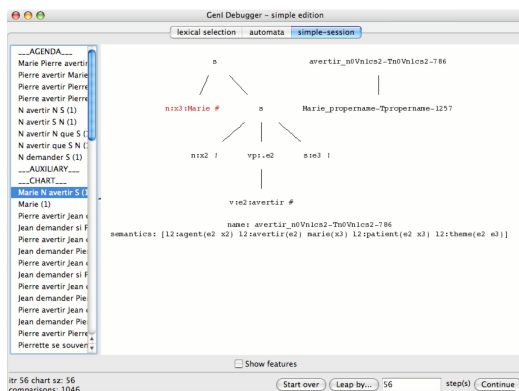 GenI Debugger - simple edition
lexical selection automata simple-session
___AGENDA___
Marie Pierre avertir
Pierre avertir Marie
Pierre avertir Pierre
Pierre avertir Pierre
N avertir N S (1)
N avertir S N (1)
N avertir N que S (1)
N avertir que S N (1)
N demander S (1)
___AUXILIARY___
___CHART___
Marie N avertir S (1)
Marie (1)
Pierre avertir Jean
Jean demander si P
Pierre avertir Jean
Jean demander Pie
Pierre avertir Jean
Jean demander si P
Pierre avertir Jean
Pierre avertir Jean
Jean demander Pie
Pierre avertir Pierre
Pierrette se souven
s
n:x3:Marie # s
n:x2 ! vp:.e2 s:e3 !
v:e2:avertir #
avertir_n0Vn1cs2-Tn0Vn1cs2-786
Marie_propername-Tpropername-1257
name: avertir_n0Vn1cs2-Tn0Vn1cs2-786
semantics: [l2:agent(e2 x2) l2:avertir(e2) marie(x3) l2:patient(e2 x3) l2:theme(e2 e3)]
Show features
itr 56 chart sz: 56
comparisons: 1046
Start over Leap by... 56 step(s) Continue